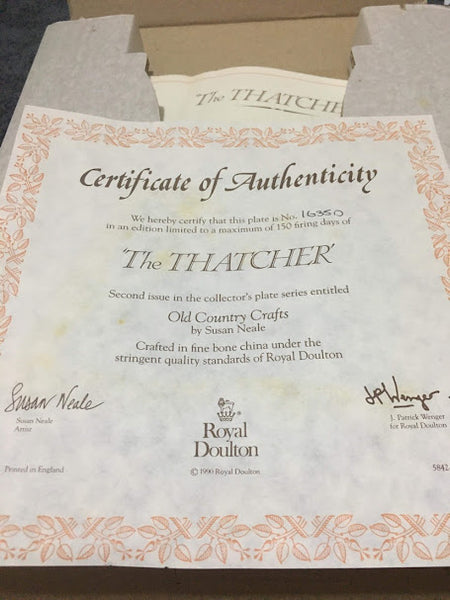 'The THATCHER
Certificate of Authenticity
We hereby certify that this plate is No. 16350
in an edition limited to a maximum of 150 firing days of
'The THATCHER'
Second issue in the collector's plate series entitled
Old Country Crafts
by Susan Neale
Crafted in fine bone china under the
stringent quality standards of Royal Doulton
Susan Neale
Susan Neale
Artist
JPWenger
J. Patrick Wenger
for Royal Doulton
Royal
Doulton
Printed in England
© 1990 Royal Doulton
5842